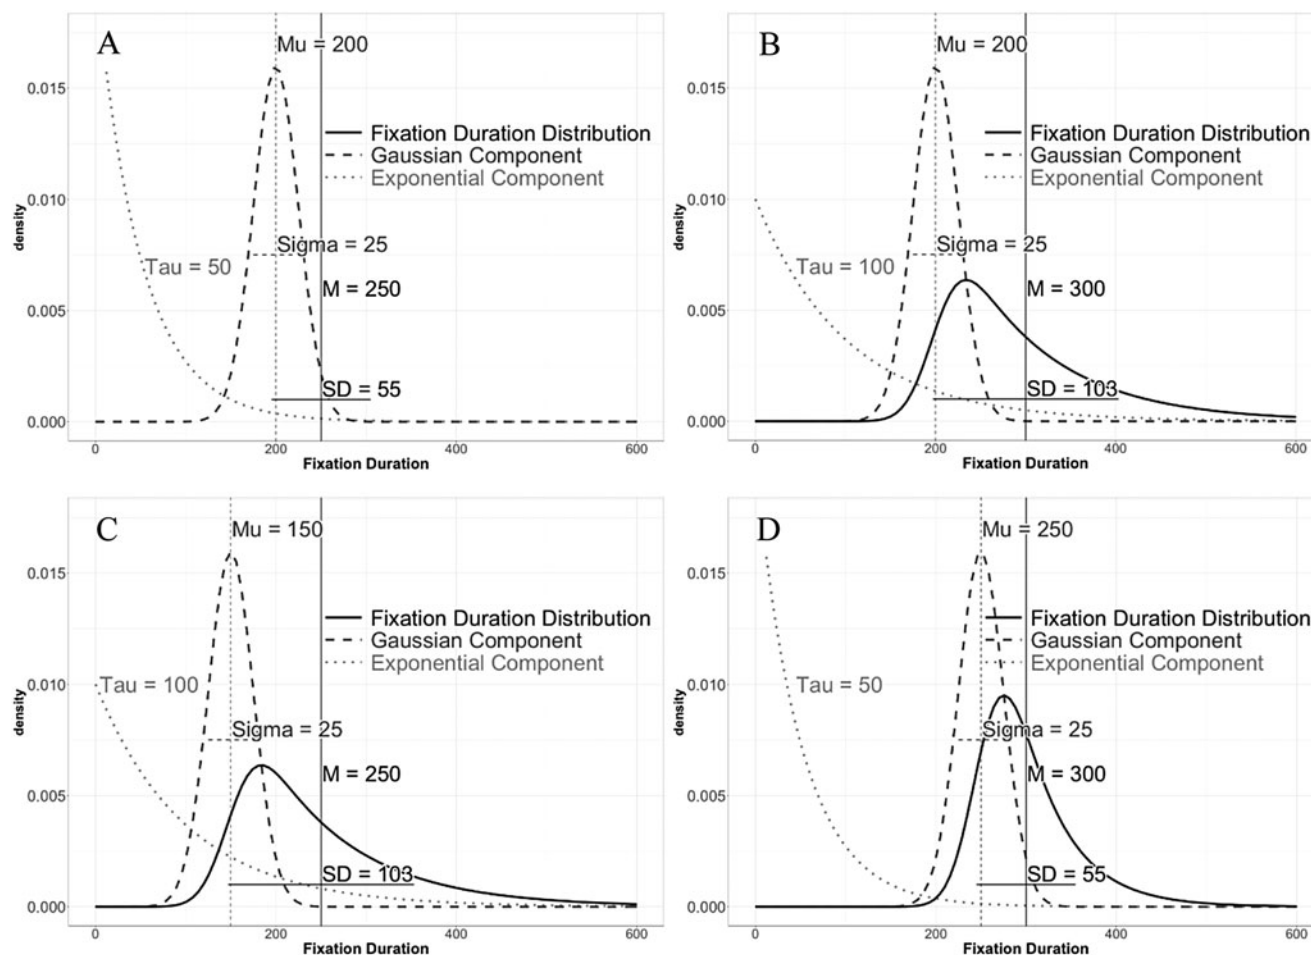 A
Mu = 200
0.015
Fixation Duration Distribution
Gaussian Component
Exponential Component
0.010
density
Sigma = 25
Tau = 50
M = 250
0.005
SD = 55
0.000
0 200 400 600
Fixation Duration
B
Mu = 200
0.015
Fixation Duration Distribution
Gaussian Component
Exponential Component
0.010
density
Sigma = 25
Tau = 100
M = 300
0.005
SD = 103
0.000
0 200 400 600
Fixation Duration
C
Mu = 150
0.015
Fixation Duration Distribution
Gaussian Component
Exponential Component
0.010
Tau = 100
density
Sigma = 25
M = 250
0.005
SD = 103
0.000
0 200 400 600
Fixation Duration
D
Mu = 250
0.015
Fixation Duration Distribution
Gaussian Component
Exponential Component
0.010
Tau = 50
density
Sigma = 25
M = 300
0.005
SD = 55
0.000
0 200 400 600
Fixation Duration